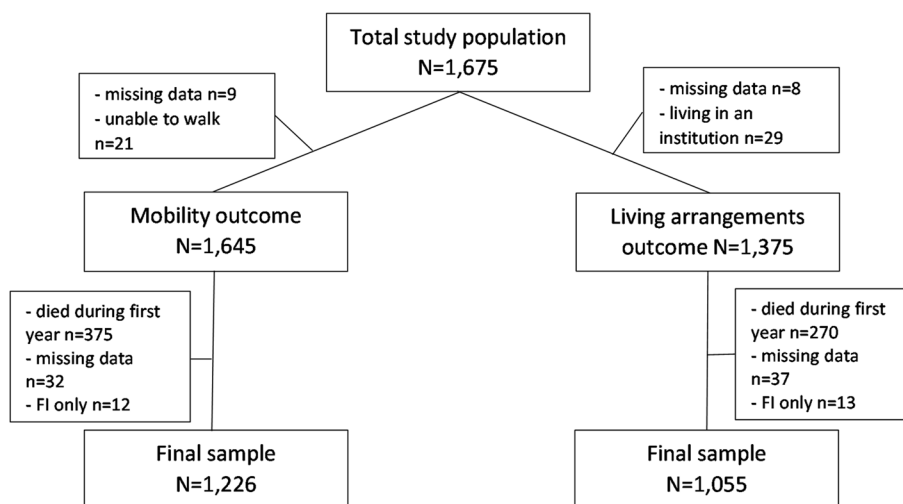 Total study population
N=1,675
- missing data n=9
- unable to walk
n=21
- missing data n=8
- living in an
institution n=29
Mobility outcome
N=1,645
Living arrangements
outcome N=1,375
- died during first
year n=375
- missing data
n=32
- FI only n=12
- died during first
year n=270
- missing data
n=37
- FI only n=13
Final sample
N=1,226
Final sample
N=1,055